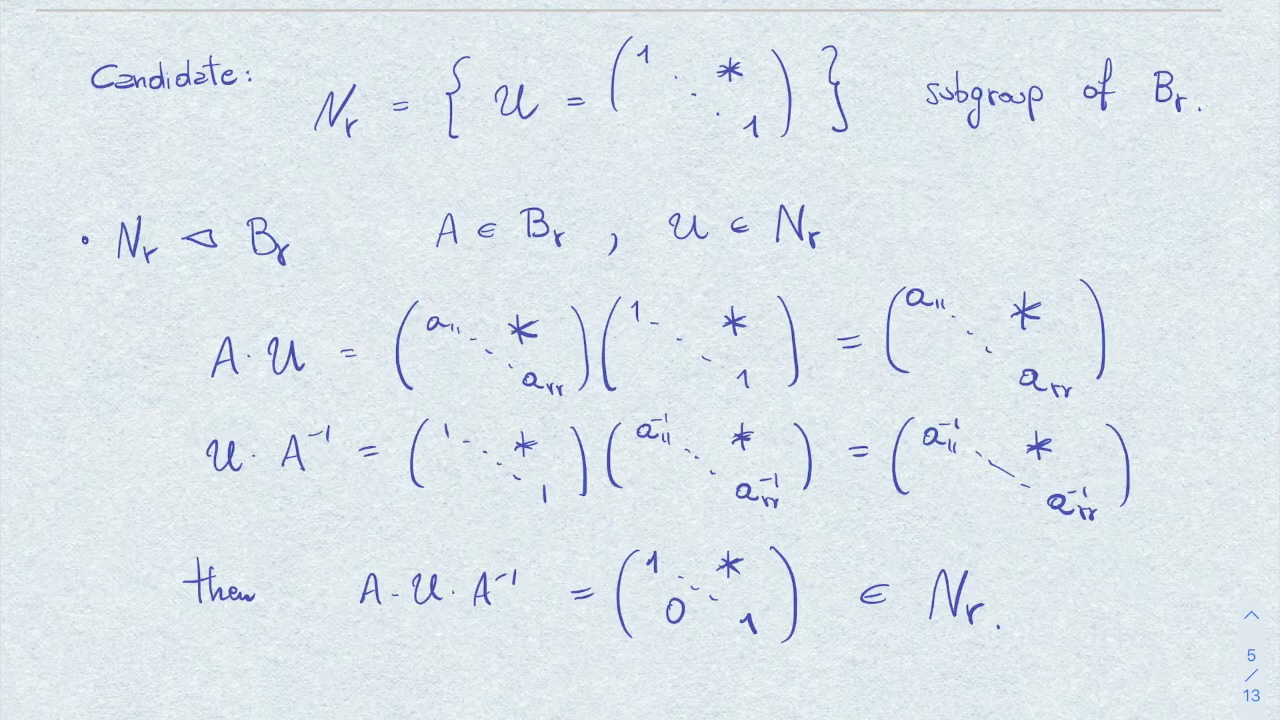 Candidate: N_r = { U = ( 1 ⋱ * 1 ) } subgroup of B_r.
• N_r ◁ B_r A ∈ B_r , U ∈ N_r
A · U = ( a_11 ⋱ * a_rr ) ( 1 ⋱ * 1 ) = ( a_11 ⋱ * a_rr )
U · A^-1 = ( 1 ⋱ * 1 ) ( a_11^-1 ⋱ * a_rr^-1 ) = ( a_11^-1 ⋱ * a_rr^-1 )
then A · U · A^-1 = ( 1 ⋱ * 0 1 ) ∈ N_r.
5
/
13